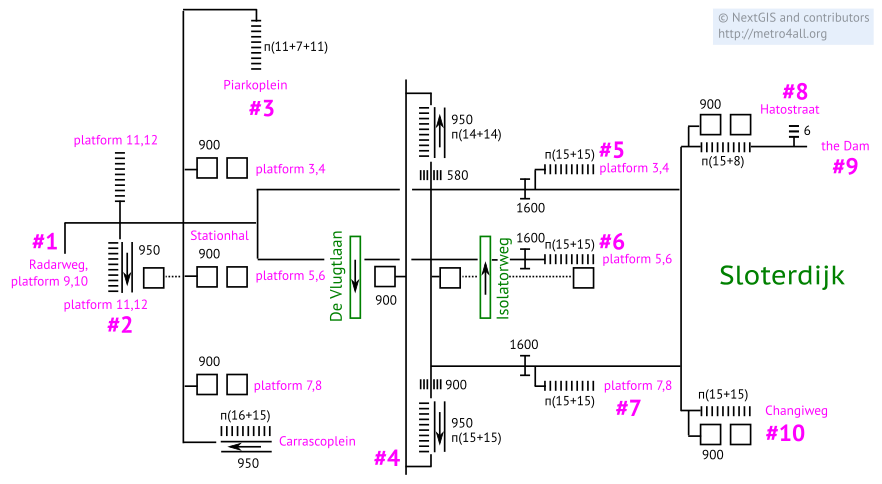 © NextGIS and contributors
http://metro4all.org
п(11+7+11)
Piarkoplein
#3
950
п(14+14)
#8
900
Hatostraat
6
platform 11,12
900
platform 3,4
580
п(15+15)
#5
platform 3,4
п(15+8)
the Dam
#9
1600
#1
Radarweg,
platform 9,10
950
Stationhal
900
platform 5,6
De Vlugtlaan
900
Isolatorweg
1600
п(15+15)
#6
platform 5,6
Sloterdijk
platform 11,12
#2
900
platform 7,8
1600
900
п(15+15)
platform 7,8
#7
п(15+15)
Changiweg
#10
900
п(16+15)
Carrascoplein
950
950
п(15+15)
#4